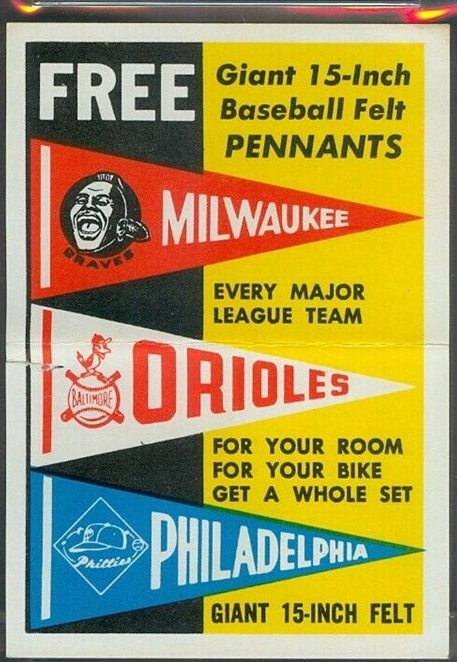 FREE
Giant 15-Inch
Baseball Felt
PENNANTS
MILWAUKEE
BRAVES
EVERY MAJOR
LEAGUE TEAM
BALTIMORE
ORIOLES
FOR YOUR ROOM
FOR YOUR BIKE
GET A WHOLE SET
Phillies
PHILADELPHIA
GIANT 15-INCH FELT